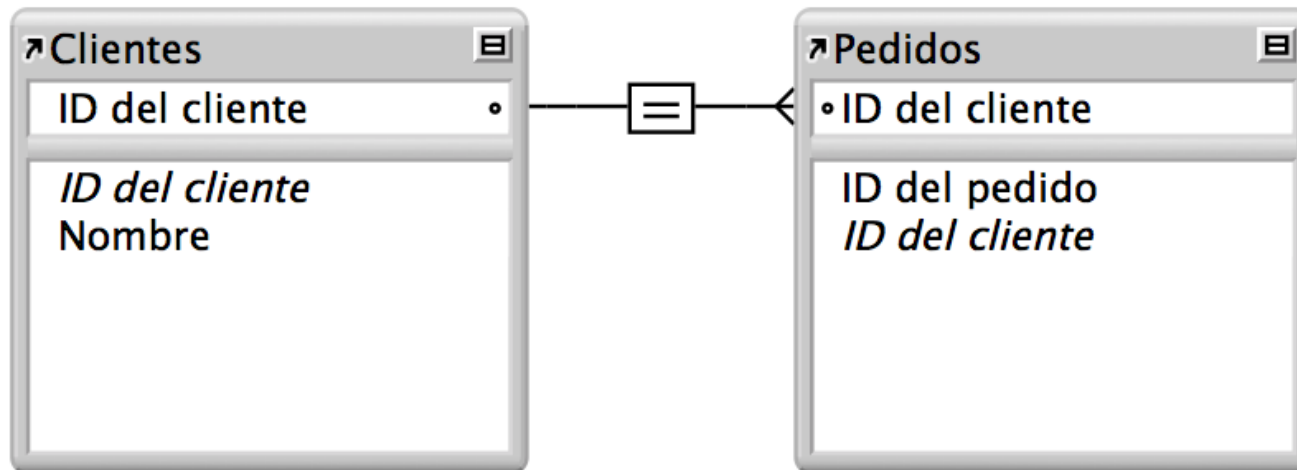 Clientes
ID del cliente
ID del cliente
Nombre
=
Pedidos
ID del cliente
ID del pedido
ID del cliente